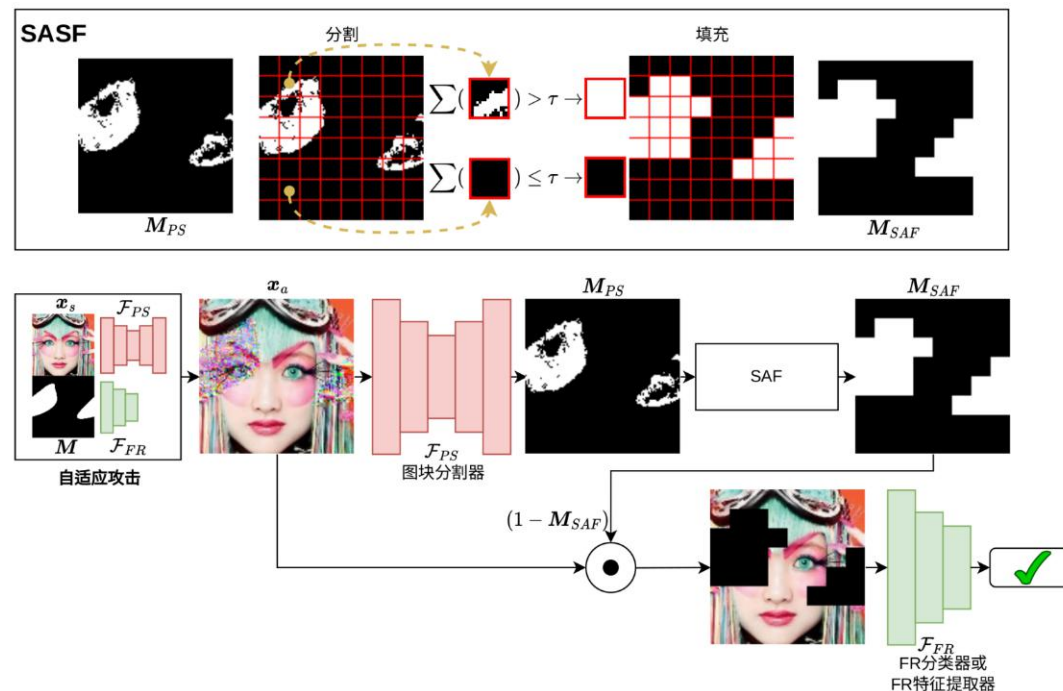 SASF
分割
填充
∑( ) > τ →
∑( ) ≤ τ →
M_PS
M_SAF
x_s
F_PS
M
F_FR
自适应攻击
x_a
F_PS
图块分割器
M_PS
SAF
M_SAF
(1 − M_SAF)
F_FR
FR分类器或
FR特征提取器